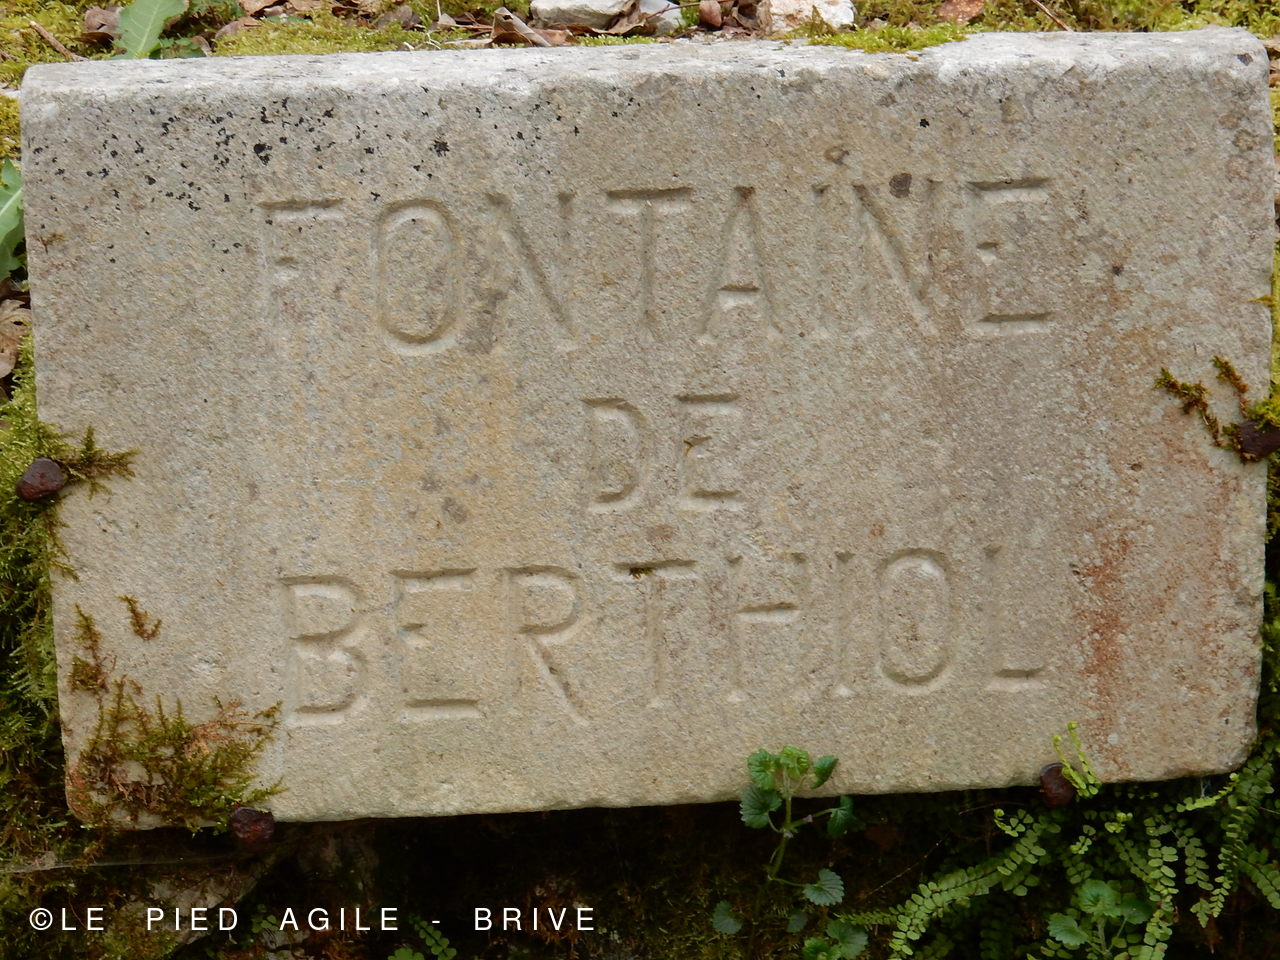 FONTAINE
DE
BERTHIOL
©LE PIED AGILE - BRIVE